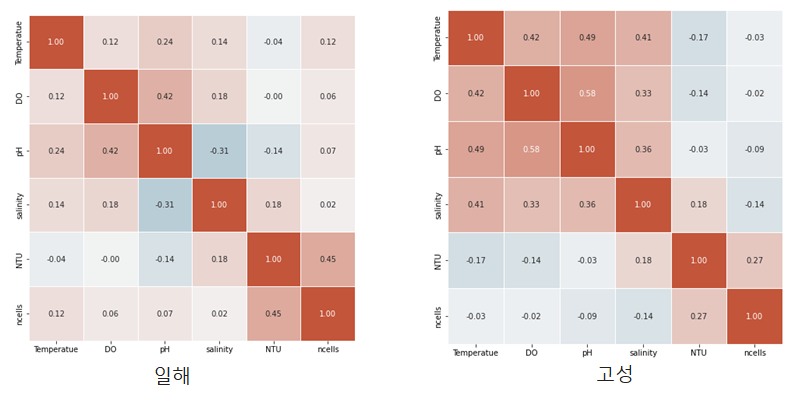 Temperatue 1.00 0.12 0.24 0.14 -0.04 0.12
DO 0.12 1.00 0.42 0.18 -0.00 0.06
pH 0.24 0.42 1.00 -0.31 -0.14 0.07
salinity 0.14 0.18 -0.31 1.00 0.18 0.02
NTU -0.04 -0.00 -0.14 0.18 1.00 0.45
ncells 0.12 0.06 0.07 0.02 0.45 1.00
Temperatue DO pH salinity NTU ncells
일해
Temperatue 1.00 0.42 0.49 0.41 -0.17 -0.03
DO 0.42 1.00 0.58 0.33 -0.14 -0.02
pH 0.49 0.58 1.00 0.36 -0.03 -0.09
salinity 0.41 0.33 0.36 1.00 0.18 -0.14
NTU -0.17 -0.14 -0.03 0.18 1.00 0.27
ncells -0.03 -0.02 -0.09 -0.14 0.27 1.00
Temperatue DO pH salinity NTU ncells
고성